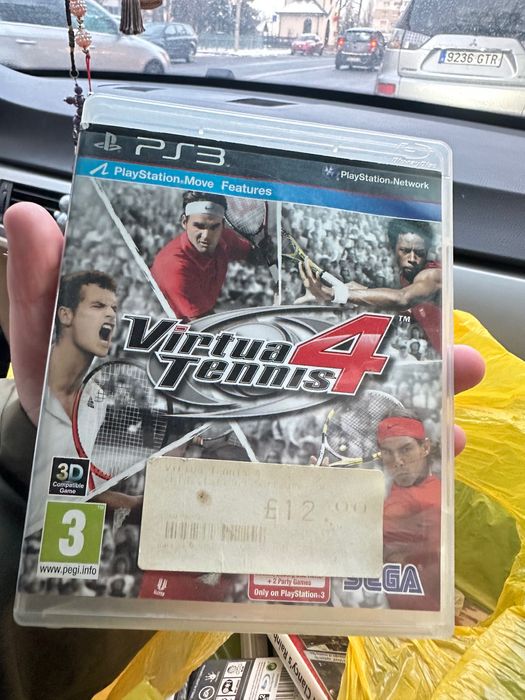 9236 GTR
PS3
PlayStation Move Features
PlayStation Network
Virtua
Tennis 4
TM
3D
Compatible
Game
£12.00
3
www.pegi.info
+ 2 Party Games
Only on PlayStation 3
SEGA